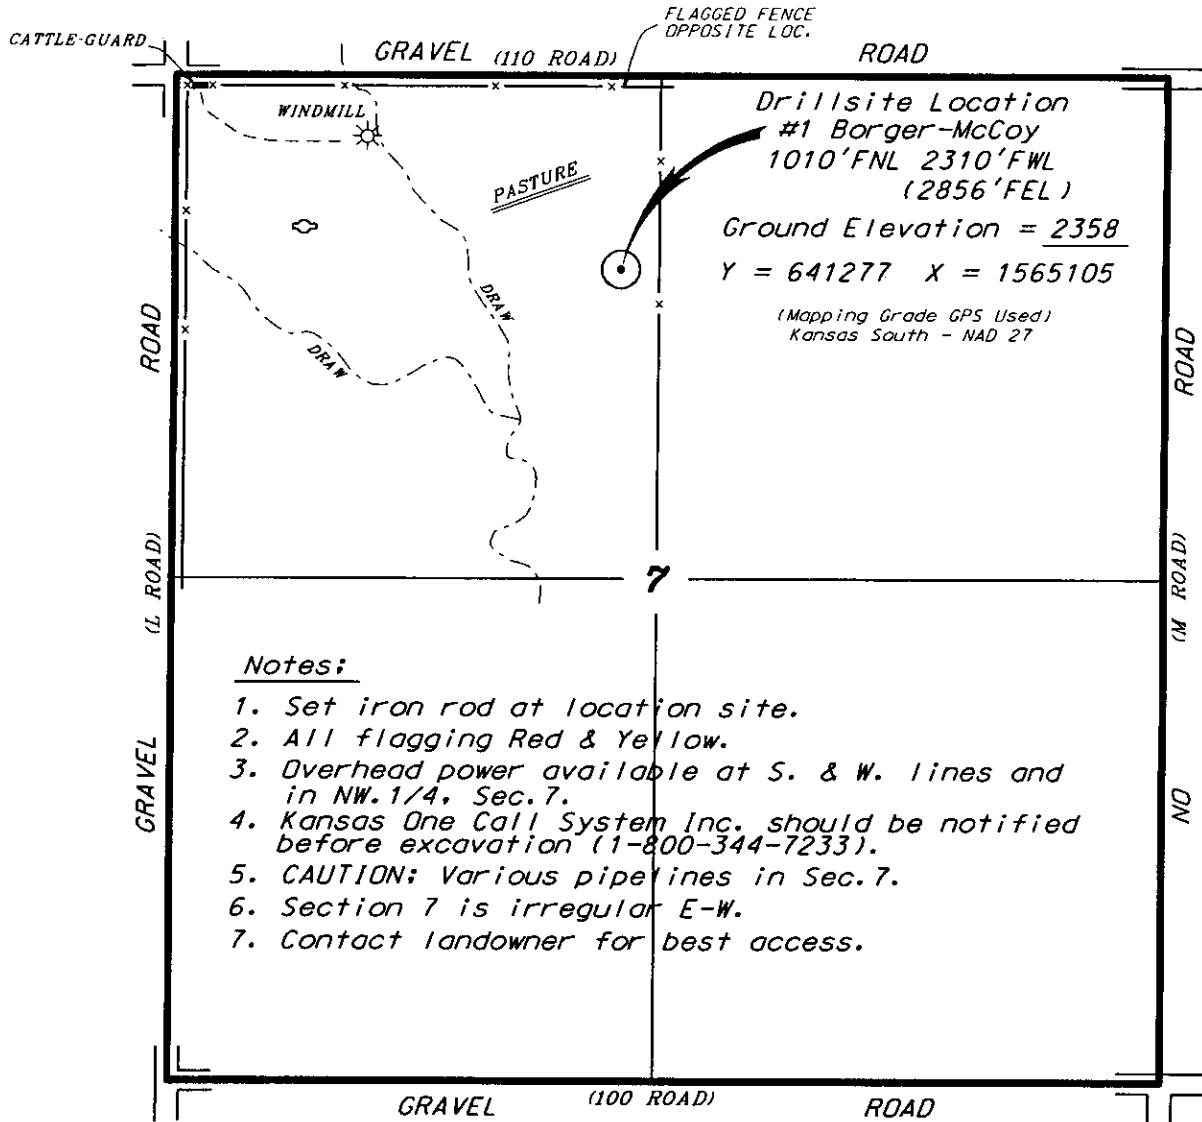 FLAGGED FENCE
OPPOSITE LOC.
CATTLE-GUARD
GRAVEL (110 ROAD) ROAD
WINDMILL
Drillsite Location
#1 Borger-McCoy
1010'FNL 2310'FWL
(2856'FEL)
PASTURE
Ground Elevation = 2358
Y = 641277 X = 1565105
(Mapping Grade GPS Used)
Kansas South - NAD 27
DRAW
DRAW
ROAD
ROAD
(L ROAD)
(M ROAD)
7
GRAVEL
NO
Notes:
1. Set iron rod at location site.
2. All flagging Red & Yellow.
3. Overhead power available at S. & W. lines and
in NW.1/4, Sec.7.
4. Kansas One Call System Inc. should be notified
before excavation (1-800-344-7233).
5. CAUTION: Various pipelines in Sec.7.
6. Section 7 is irregular E-W.
7. Contact landowner for best access.
GRAVEL (100 ROAD) ROAD